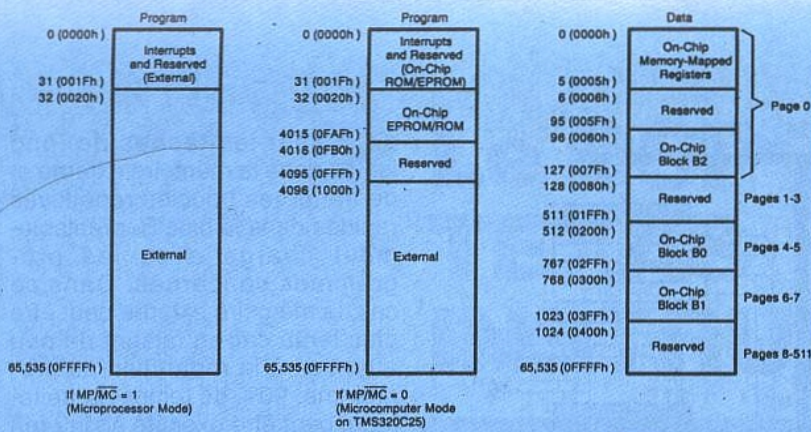 Program
0 (0000h)
Interrupts
and Reserved
(External)
31 (001Fh)
32 (0020h)
External
65,535 (0FFFFh)
If MP/MC = 1
(Microprocessor Mode)
Program
0 (0000h)
Interrupts
and Reserved
(On-Chip
ROM/EPROM)
31 (001Fh)
32 (0020h)
On-Chip
EPROM/ROM
4015 (0FAFh)
4016 (0FB0h)
Reserved
4095 (0FFFh)
4096 (1000h)
External
65,535 (0FFFFh)
If MP/MC = 0
(Microcomputer Mode
on TMS320C25)
Data
0 (0000h)
On-Chip
Memory-Mapped
Registers
5 (0005h)
6 (0006h)
Reserved
95 (005Fh)
96 (0060h)
On-Chip
Block B2
127 (007Fh)
Page 0
128 (0080h)
Reserved
Pages 1-3
511 (01FFh)
512 (0200h)
On-Chip
Block B0
Pages 4-5
767 (02FFh)
768 (0300h)
On-Chip
Block B1
Pages 6-7
1023 (03FFh)
1024 (0400h)
Reserved
Pages 8-511
65,535 (0FFFFh)